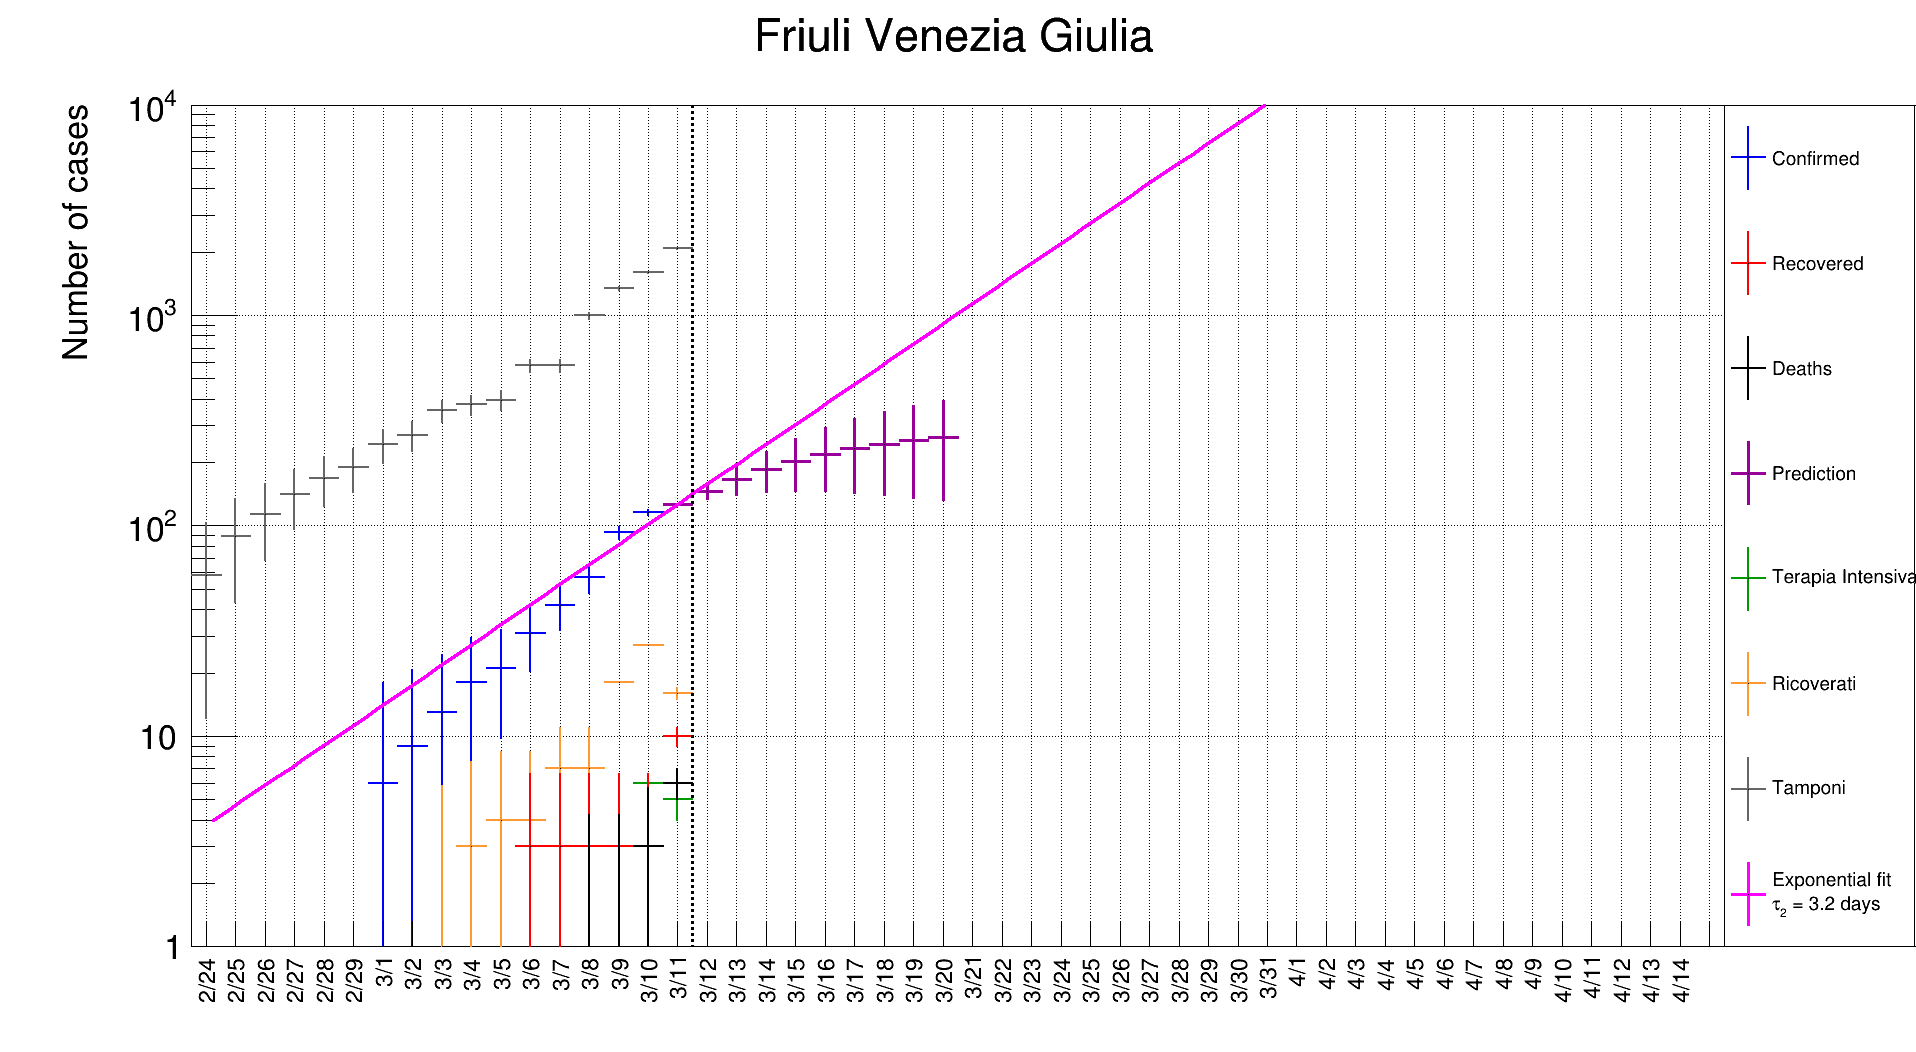 Friuli Venezia Giulia
Number of cases
10^4
10^3
10^2
10
1
2/24 2/25 2/26 2/27 2/28 2/29 3/1 3/2 3/3 3/4 3/5 3/6 3/7 3/8 3/9 3/10 3/11 3/12 3/13 3/14 3/15 3/16 3/17 3/18 3/19 3/20 3/21 3/22 3/23 3/24 3/25 3/26 3/27 3/28 3/29 3/30 3/31 4/1 4/2 4/3 4/4 4/5 4/6 4/7 4/8 4/9 4/10 4/11 4/12 4/13 4/14
Confirmed
Recovered
Deaths
Prediction
Terapia Intensiva
Ricoverati
Tamponi
Exponential fit
τ_2 = 3.2 days